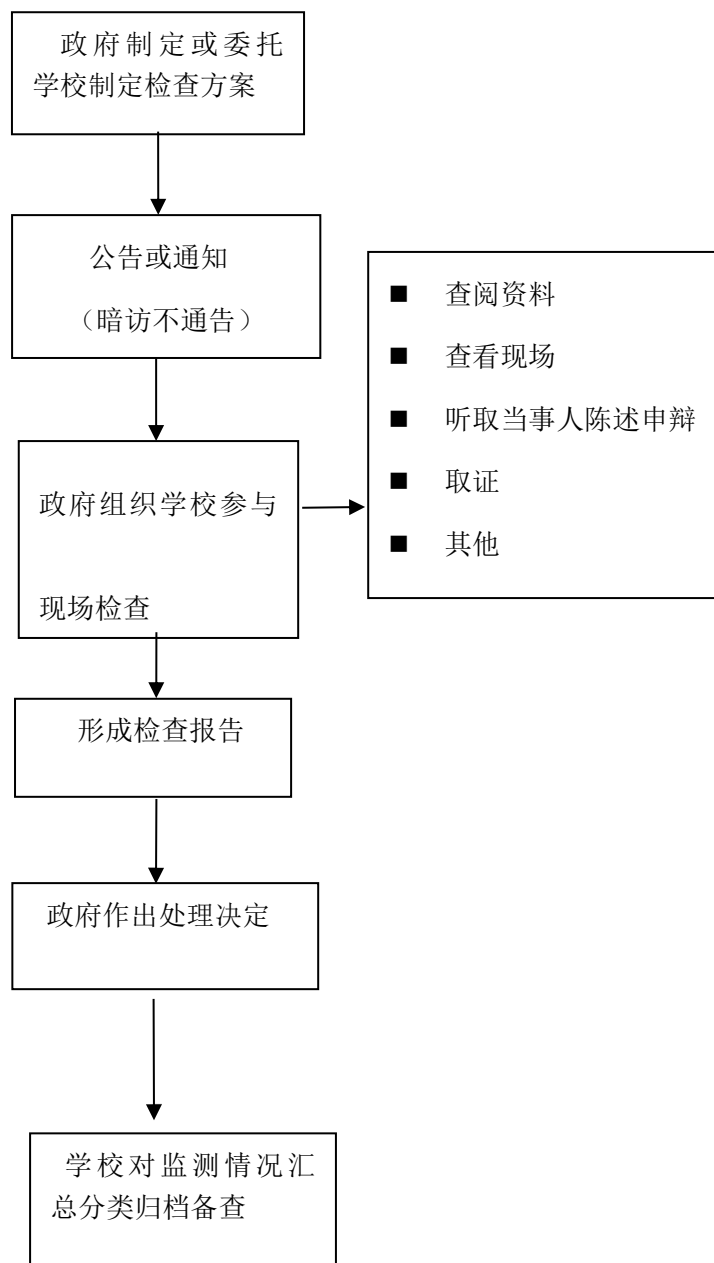 政府制定或委托
学校制定检查方案
公告或通知
（暗访不通告）
政府组织学校参与
现场检查
■ 查阅资料
■ 查看现场
■ 听取当事人陈述申辩
■ 取证
■ 其他
形成检查报告
政府作出处理决定
学校对监测情况汇
总分类归档备查